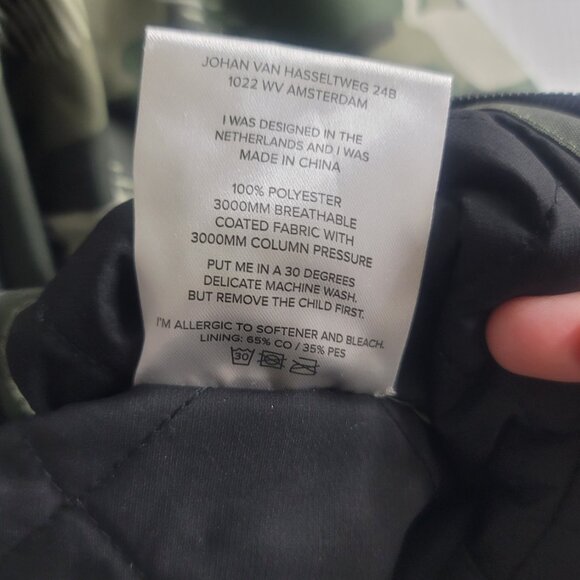 JOHAN VAN HASSELTWEG 24B
1022 WV AMSTERDAM
I WAS DESIGNED IN THE
NETHERLANDS AND I WAS
MADE IN CHINA
100% POLYESTER
3000MM BREATHABLE
COATED FABRIC WITH
3000MM COLUMN PRESSURE
PUT ME IN A 30 DEGREES
DELICATE MACHINE WASH.
BUT REMOVE THE CHILD FIRST.
I'M ALLERGIC TO SOFTENER AND BLEACH.
LINING: 65% CO / 35% PES
30